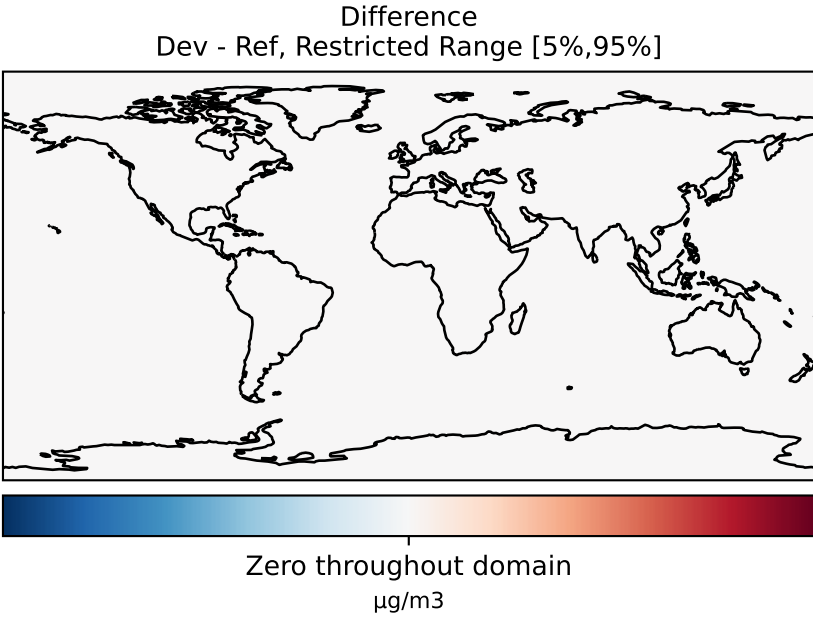 Difference
Dev - Ref, Restricted Range [5%,95%]
Zero throughout domain
µg/m3